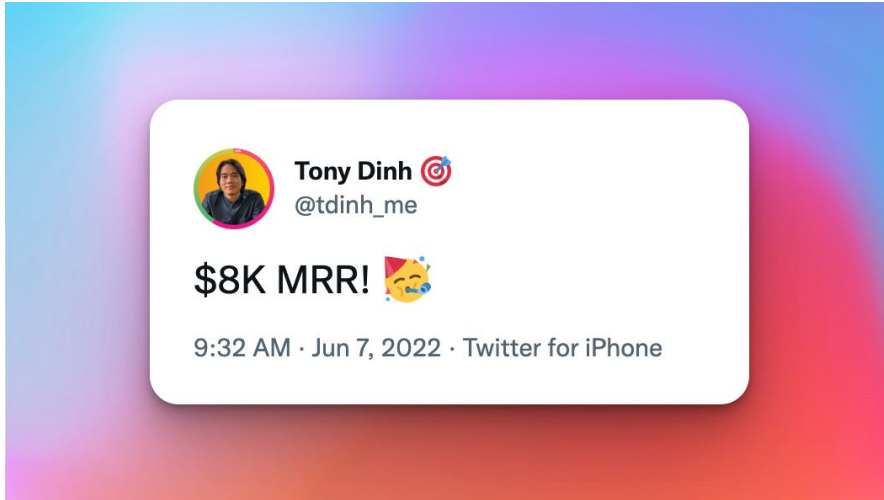 Tony Dinh 🎯
@tdinh_me
$8K MRR! 🥳
9:32 AM · Jun 7, 2022 · Twitter for iPhone